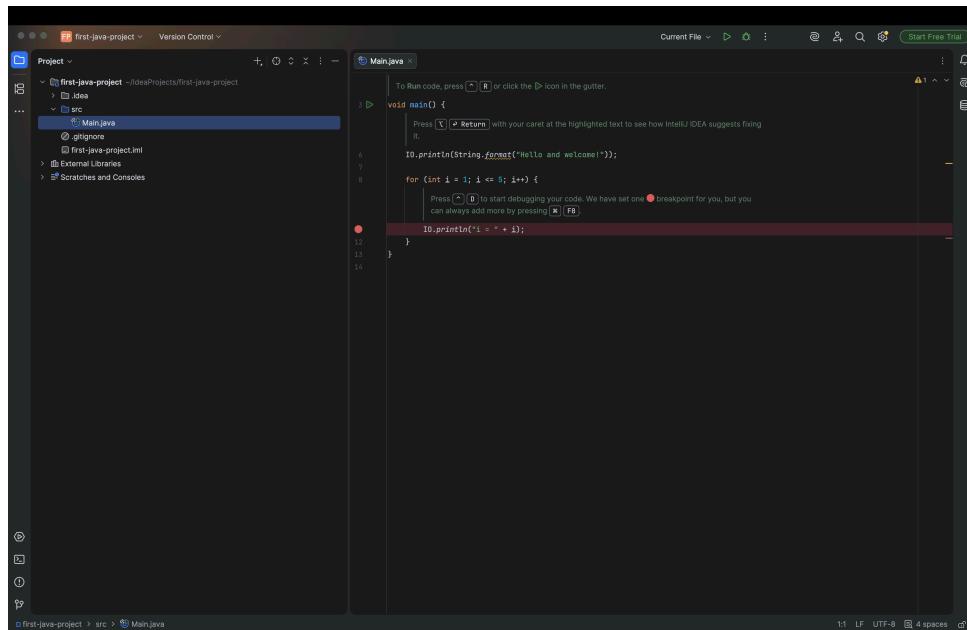 FP first-java-project Version Control Current File Start Free Trial
Project
Main.java
first-java-project ~/IdeaProjects/first-java-project
.idea
src
Main.java
.gitignore
first-java-project.iml
External Libraries
Scratches and Consoles
To Run code, press ^ R or click the icon in the gutter.
1
3 void main() {
Press ⌥ ⏎ Return with your caret at the highlighted text to see how IntelliJ IDEA suggests fixing
it.
6 IO.println(String.format("Hello and welcome!"));
9
8 for (int i = 1; i <= 5; i++) {
Press ^ D to start debugging your code. We have set one breakpoint for you, but you
can always add more by pressing ⌘ F8.
IO.println("i = " + i);
12 }
13 }
14
first-java-project > src > Main.java 1:1 LF UTF-8 4 spaces